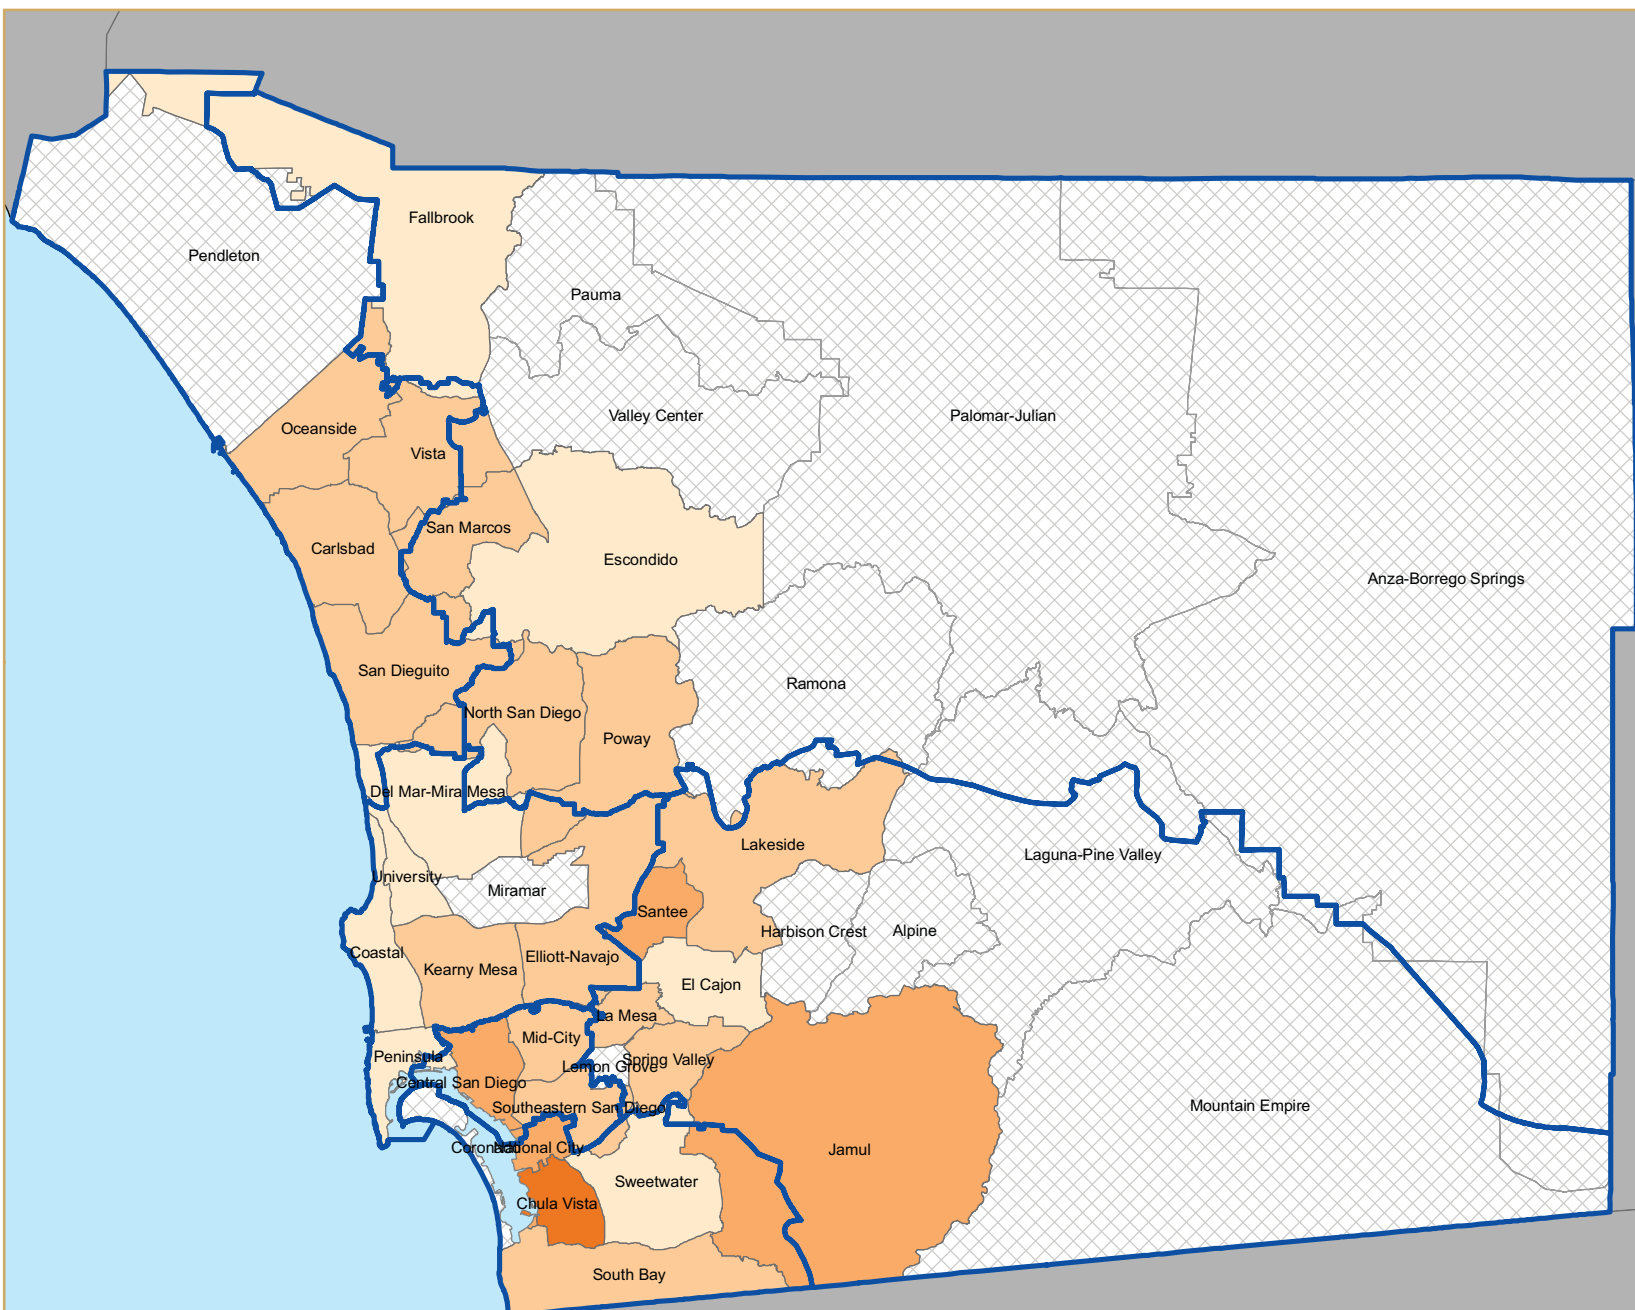 Fallbrook
Pendleton
Pauma
Valley Center
Palomar-Julian
Oceanside
Vista
San Marcos
Carlsbad
Escondido
Anza-Borrego Springs
San Dieguito
Ramona
North San Diego
Poway
Del Mar-Mira Mesa
Lakeside
Laguna-Pine Valley
University
Miramar
Santee
Harbison Crest
Alpine
Coastal
Elliott-Navajo
Kearny Mesa
El Cajon
La Mesa
Mid-City
Peninsula
Lemon Grove
Spring Valley
Central San Diego
Southeastern San Diego
Mountain Empire
Coronado
National City
Jamul
Sweetwater
Chula Vista
South Bay